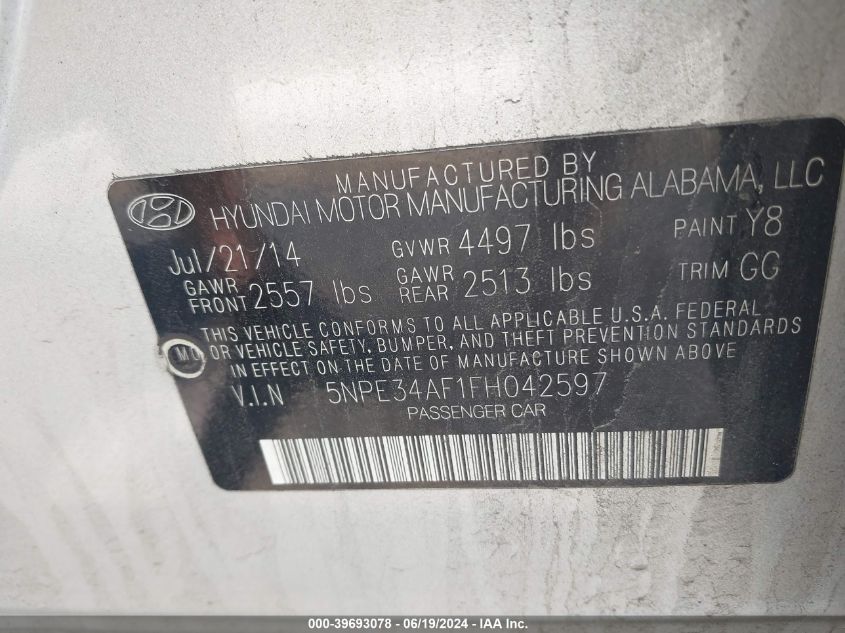 MANUFACTURED BY
HYUNDAI MOTOR MANUFACTURING ALABAMA, LLC
Jul/21/14 GVWR 4497 lbs PAINT Y8
GAWR FRONT 2557 lbs GAWR REAR 2513 lbs TRIM GG
THIS VEHICLE CONFORMS TO ALL APPLICABLE U.S.A. FEDERAL
MO OR VEHICLE SAFETY, BUMPER, AND THEFT PREVENTION STANDARDS
EFFECT ON THE DATE OF MANUFACTURE SHOWN ABOVE.
V.I.N 5NPE34AF1FH042597
PASSENGER CAR
000-39693078 - 06/19/2024 - IAA Inc.